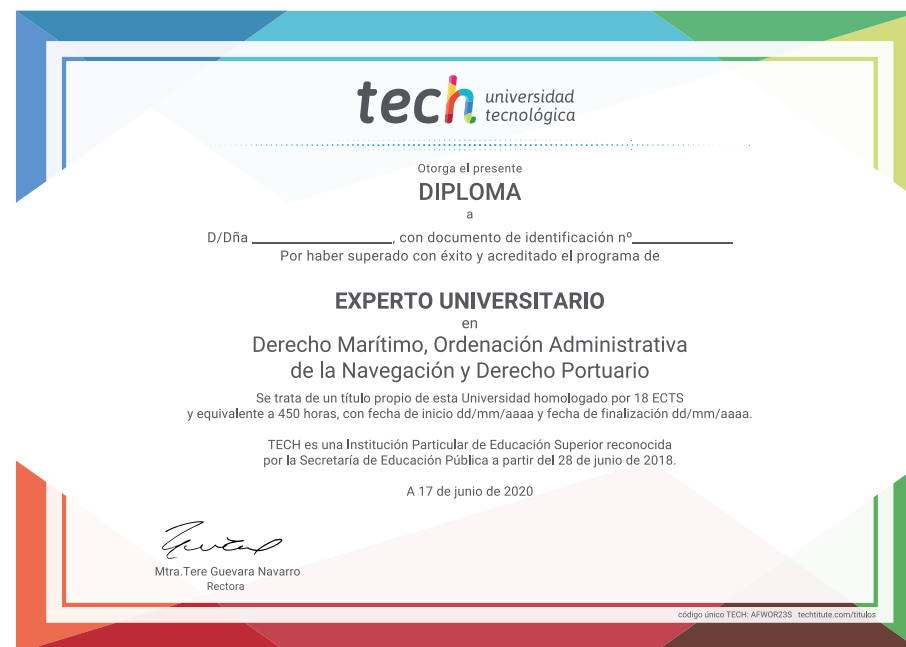 tech universidad
tecnológica
Otorga el presente
DIPLOMA
a
D/Dña ____________________, con documento de identificación nº______________
Por haber superado con éxito y acreditado el programa de
EXPERTO UNIVERSITARIO
en
Derecho Marítimo, Ordenación Administrativa
de la Navegación y Derecho Portuario
Se trata de un título propio de esta Universidad homologado por 18 ECTS
y equivalente a 450 horas, con fecha de inicio dd/mm/aaaa y fecha de finalización dd/mm/aaaa.
TECH es una Institución Particular de Educación Superior reconocida
por la Secretaría de Educación Pública a partir del 28 de junio de 2018.
A 17 de junio de 2020
Mtra.Tere Guevara Navarro
Rectora
código único TECH: AFWOR23S techtitute.com/titulos